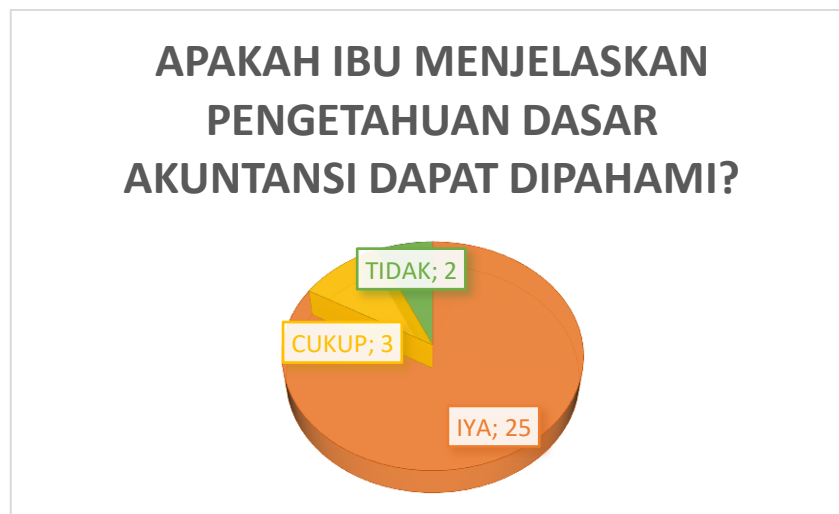 APAKAH IBU MENJELASKAN
PENGETAHUAN DASAR
AKUNTANSI DAPAT DIPAHAMI?
TIDAK; 2
CUKUP; 3
IYA; 25